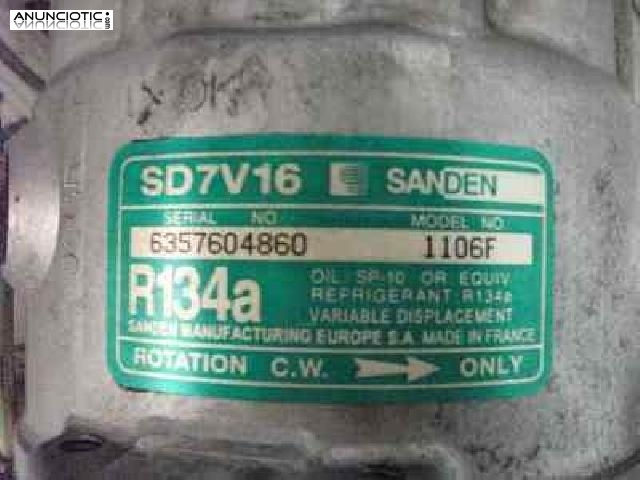 ANUNCIOTIC.com
SD7V16 SANDEN
SERIAL NO MODEL NO.
6357604860 1106F
R134a
OIL SP-10 OR EQUIV
REFRIGERANT R134a
VARIABLE DISPLACEMENT
SANDEN MANUFACTURING EUROPE S.A MADE IN FRANCE
ROTATION C.W. ONLY